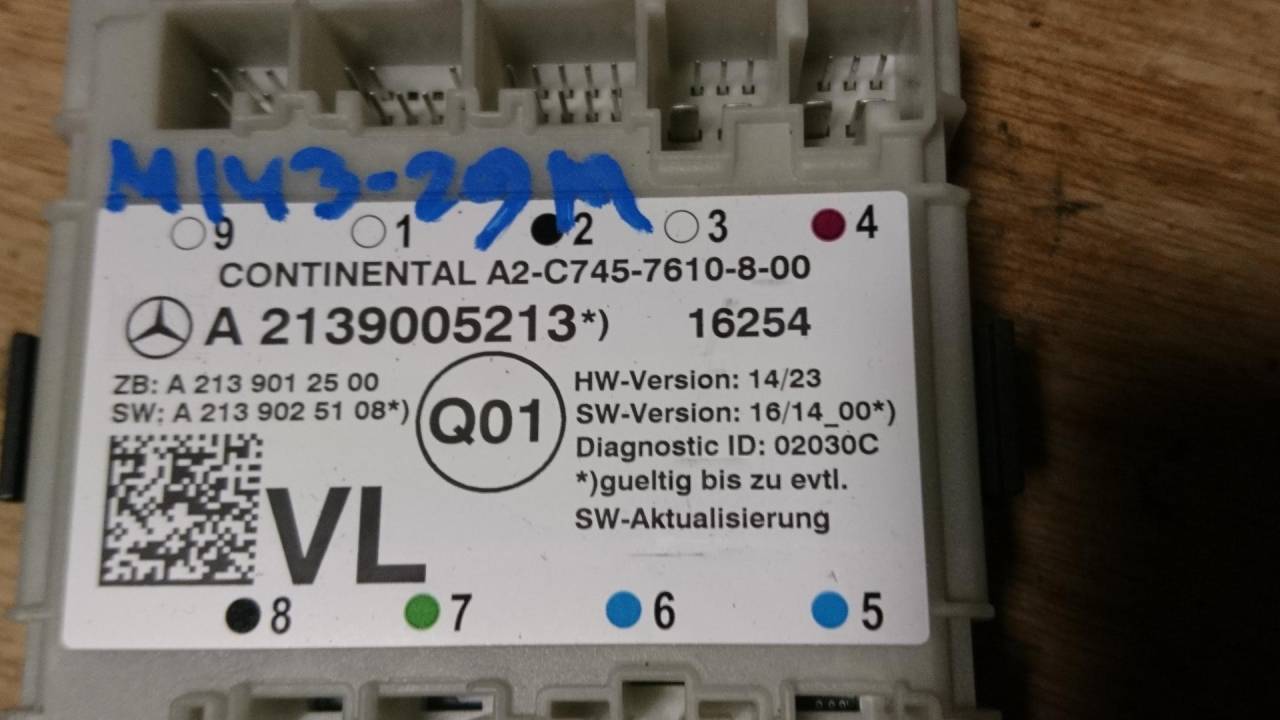 M143-29M
9 1 2 3 4
CONTINENTAL A2-C745-7610-8-00
A 2139005213*) 16254
ZB: A 213 901 25 00
SW: A 213 902 51 08*)
Q01
HW-Version: 14/23
SW-Version: 16/14_00*)
Diagnostic ID: 02030C
*)gueltig bis zu evtl.
SW-Aktualisierung
VL
8 7 6 5